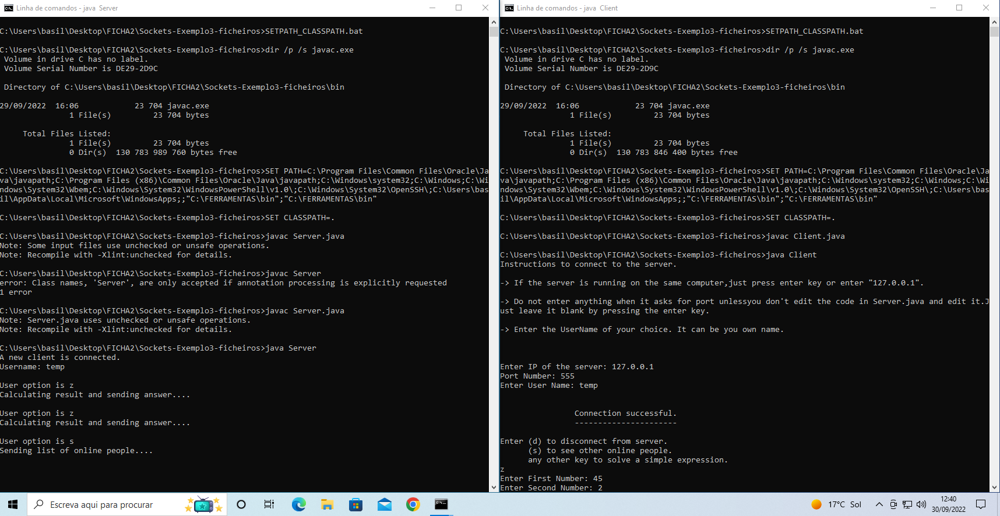 Linha de comandos - java  Server
C:\Users\basil\Desktop\FICHA2\Sockets-Exemplo3-ficheiros>SETPATH_CLASSPATH.bat
C:\Users\basil\Desktop\FICHA2\Sockets-Exemplo3-ficheiros>dir /p /s javac.exe
 Volume in drive C has no label.
 Volume Serial Number is DE29-2D9C
 Directory of C:\Users\basil\Desktop\FICHA2\Sockets-Exemplo3-ficheiros\bin
29/09/2022  16:06            23 704 javac.exe
               1 File(s)         23 704 bytes
     Total Files Listed:
               1 File(s)         23 704 bytes
               0 Dir(s)  130 783 989 760 bytes free
C:\Users\basil\Desktop\FICHA2\Sockets-Exemplo3-ficheiros>SET PATH=C:\Program Files\Common Files\Oracle\Ja
va\javapath;C:\Program Files (x86)\Common Files\Oracle\Java\javapath;C:\Windows\system32;C:\Windows;C:\Wi
ndows\System32\Wbem;C:\Windows\System32\WindowsPowerShell\v1.0\;C:\Windows\System32\OpenSSH\;C:\Users\bas
il\AppData\Local\Microsoft\WindowsApps;;"C:\FERRAMENTAS\bin";"C:\FERRAMENTAS\bin"
C:\Users\basil\Desktop\FICHA2\Sockets-Exemplo3-ficheiros>SET CLASSPATH=.
C:\Users\basil\Desktop\FICHA2\Sockets-Exemplo3-ficheiros>javac Server.java
Note: Some input files use unchecked or unsafe operations.
Note: Recompile with -Xlint:unchecked for details.
C:\Users\basil\Desktop\FICHA2\Sockets-Exemplo3-ficheiros>javac Server
error: Class names, 'Server', are only accepted if annotation processing is explicitly requested
1 error
C:\Users\basil\Desktop\FICHA2\Sockets-Exemplo3-ficheiros>javac Server.java
Note: Server.java uses unchecked or unsafe operations.
Note: Recompile with -Xlint:unchecked for details.
C:\Users\basil\Desktop\FICHA2\Sockets-Exemplo3-ficheiros>java Server
A new client is connected.
Username: temp
User option is z
Calculating result and sending answer....
User option is z
Calculating result and sending answer....
User option is s
Sending list of online people....
Linha de comandos - java  Client
C:\Users\basil\Desktop\FICHA2\Sockets-Exemplo3-ficheiros>SETPATH_CLASSPATH.bat
C:\Users\basil\Desktop\FICHA2\Sockets-Exemplo3-ficheiros>dir /p /s javac.exe
 Volume in drive C has no label.
 Volume Serial Number is DE29-2D9C
 Directory of C:\Users\basil\Desktop\FICHA2\Sockets-Exemplo3-ficheiros\bin
29/09/2022  16:06            23 704 javac.exe
               1 File(s)         23 704 bytes
     Total Files Listed:
               1 File(s)         23 704 bytes
               0 Dir(s)  130 783 846 400 bytes free
C:\Users\basil\Desktop\FICHA2\Sockets-Exemplo3-ficheiros>SET PATH=C:\Program Files\Common Files\Oracle\Ja
va\javapath;C:\Program Files (x86)\Common Files\Oracle\Java\javapath;C:\Windows\system32;C:\Windows;C:\Wi
ndows\System32\Wbem;C:\Windows\System32\WindowsPowerShell\v1.0\;C:\Windows\System32\OpenSSH\;C:\Users\bas
il\AppData\Local\Microsoft\WindowsApps;;"C:\FERRAMENTAS\bin";"C:\FERRAMENTAS\bin"
C:\Users\basil\Desktop\FICHA2\Sockets-Exemplo3-ficheiros>SET CLASSPATH=.
C:\Users\basil\Desktop\FICHA2\Sockets-Exemplo3-ficheiros>javac Client.java
C:\Users\basil\Desktop\FICHA2\Sockets-Exemplo3-ficheiros>java Client
Instructions to connect to the server.
-> If the server is running on the same computer,just press enter key or enter "127.0.0.1".
-> Do not enter anything when it asks for port unlessyou don't edit the code in Server.java and edit it.J
ust leave it blank by pressing the enter key.
-> Enter the UserName of your choice. It can be you own name.
Enter IP of the server: 127.0.0.1
Port Number: 555
Enter User Name: temp
                Connection successful.
                ----------------------
Enter (d) to disconnect from server.
      (s) to see other online people.
      any other key to solve a simple expression.
z
Enter First Number: 45
Enter Second Number: 2
Escreva aqui para procurar
17°C  Sol
12:40
30/09/2022